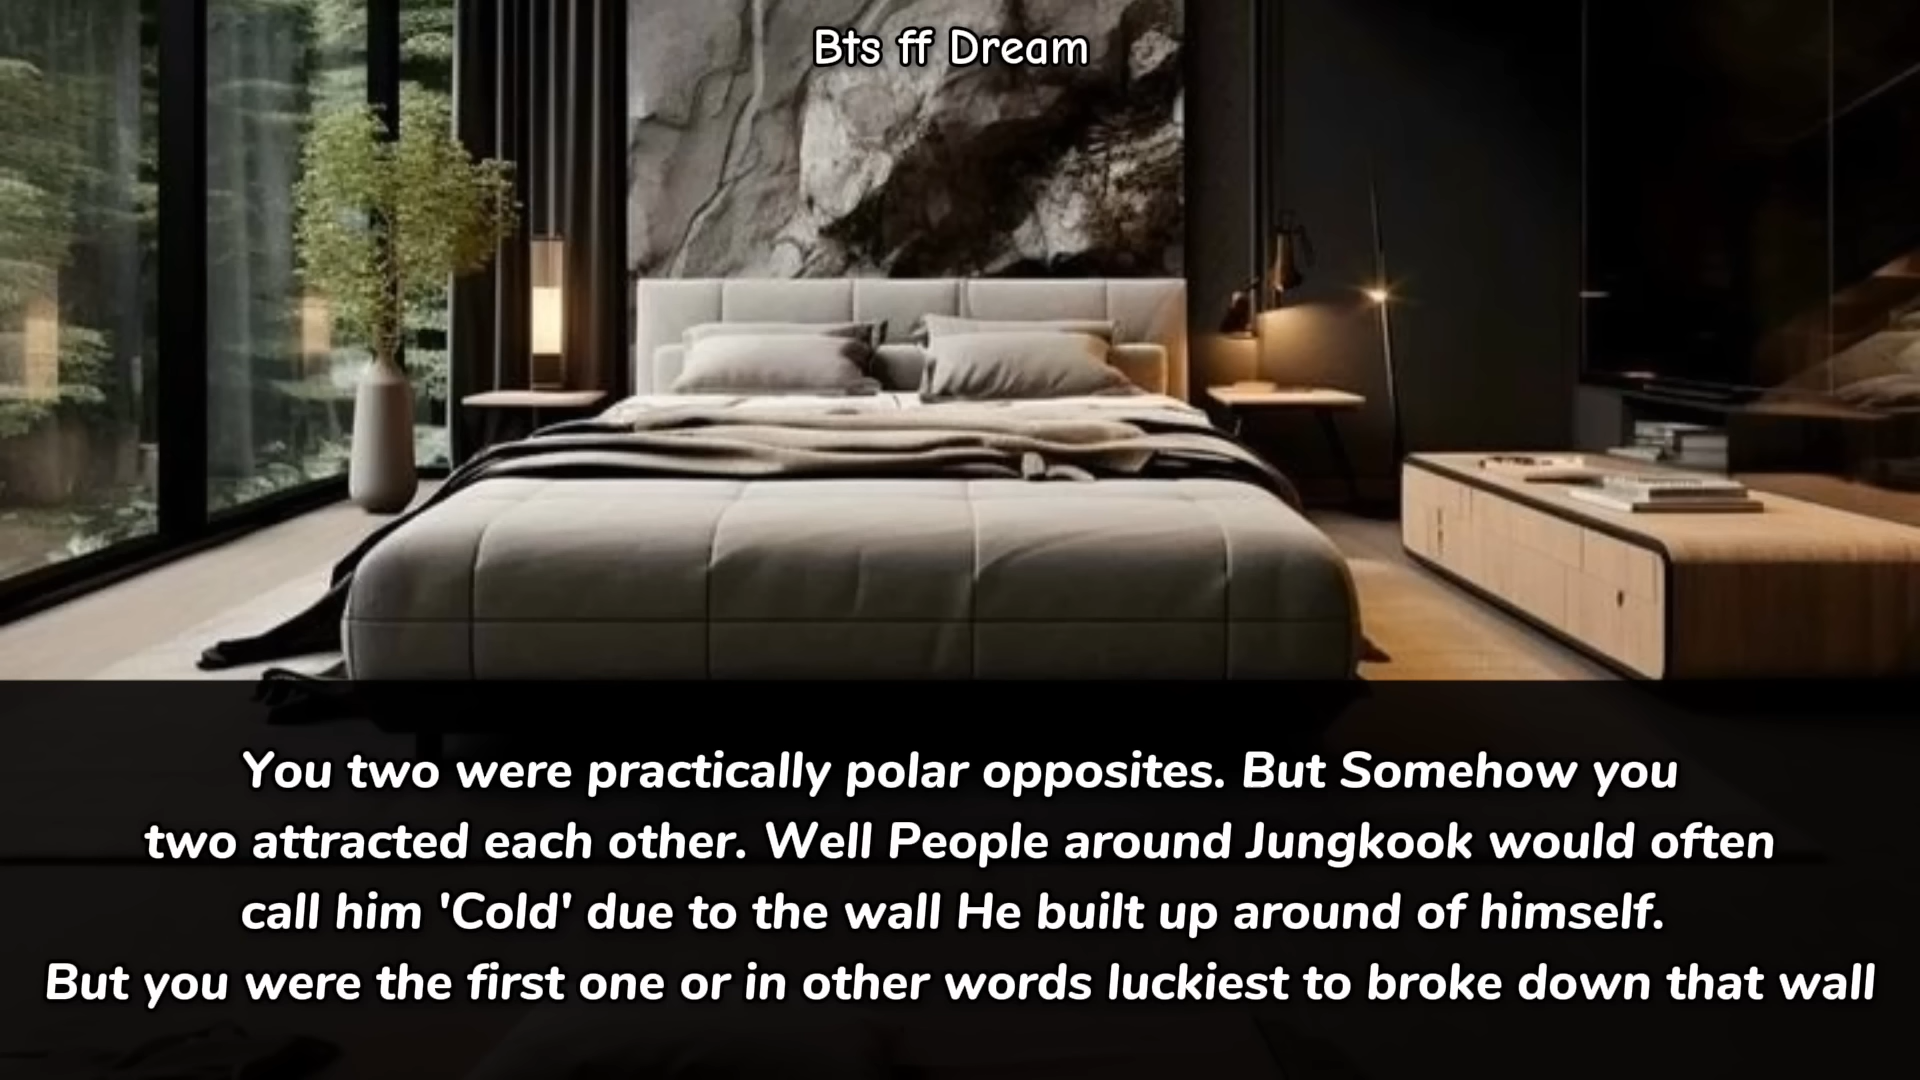 Bts ff Dream
You two were practically polar opposites. But Somehow you
two attracted each other. Well People around Jungkook would often
call him 'Cold' due to the wall He built up around of himself.
But you were the first one or in other words luckiest to broke down that wall